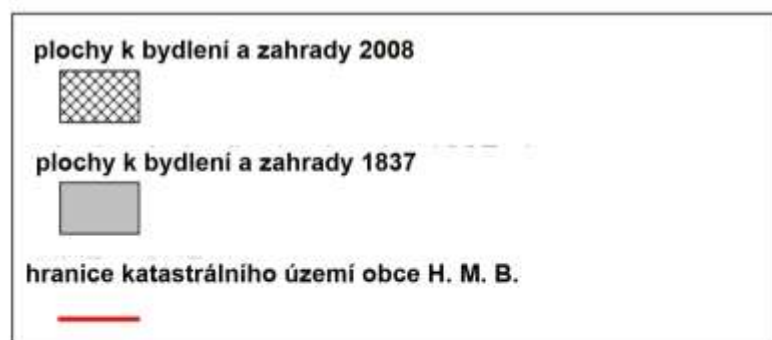 plochy k bydlení a zahrady 2008
plochy k bydlení a zahrady 1837
hranice katastrálního území obce H. M. B.